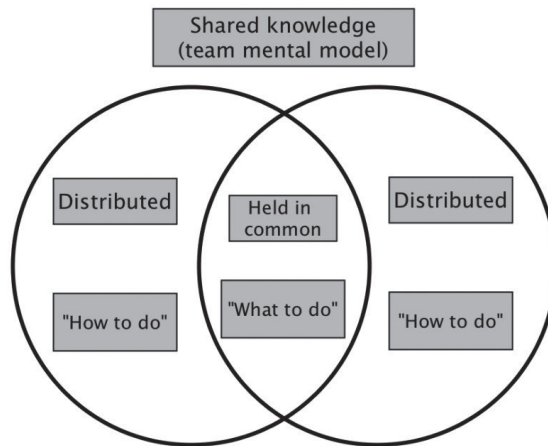 Shared knowledge
(team mental model)
Distributed
Held in
common
Distributed
"How to do"
"What to do"
"How to do"